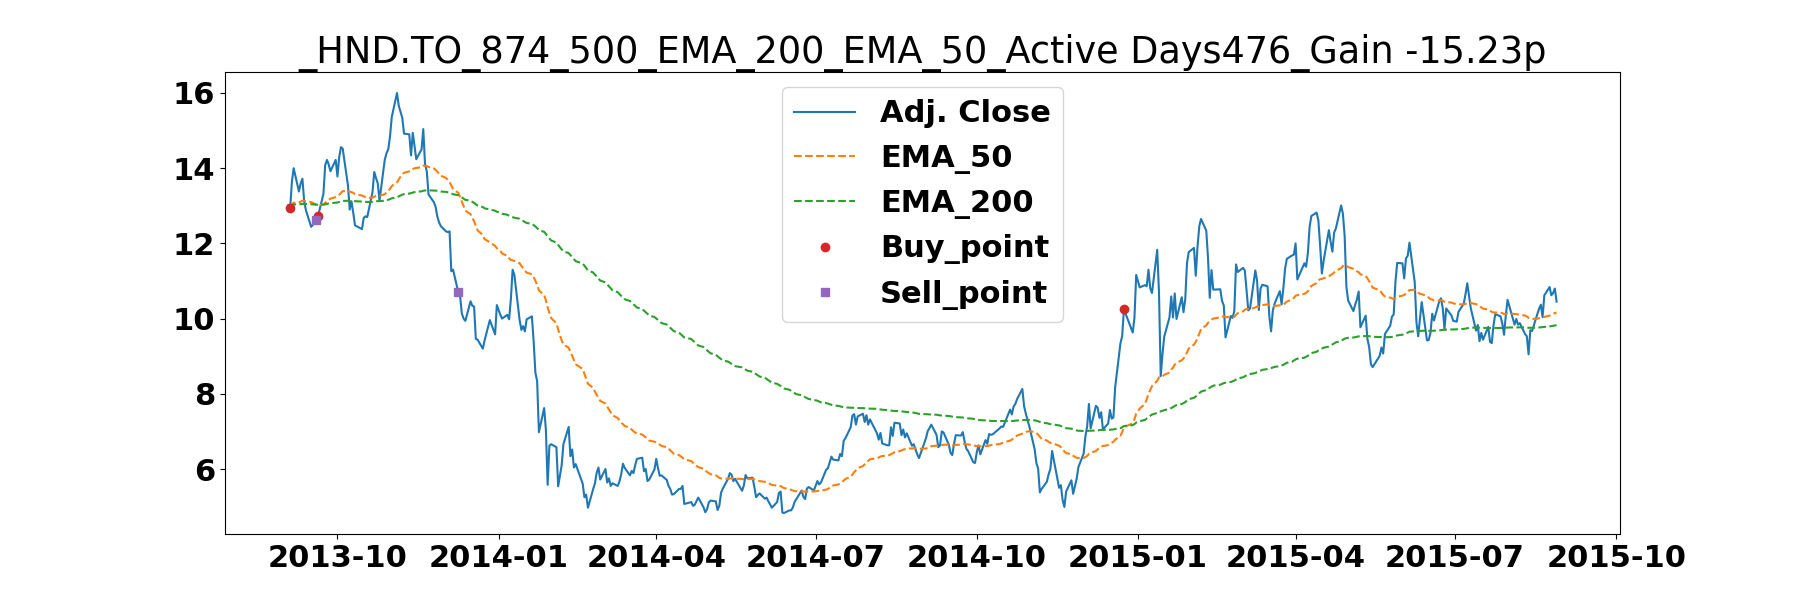 _HND.TO_874_500_EMA_200_EMA_50_Active Days476_Gain -15.23p
16
14
12
10
8
6
Adj. Close
EMA_50
EMA_200
Buy_point
Sell_point
2013-10 2014-01 2014-04 2014-07 2014-10 2015-01 2015-04 2015-07 2015-10